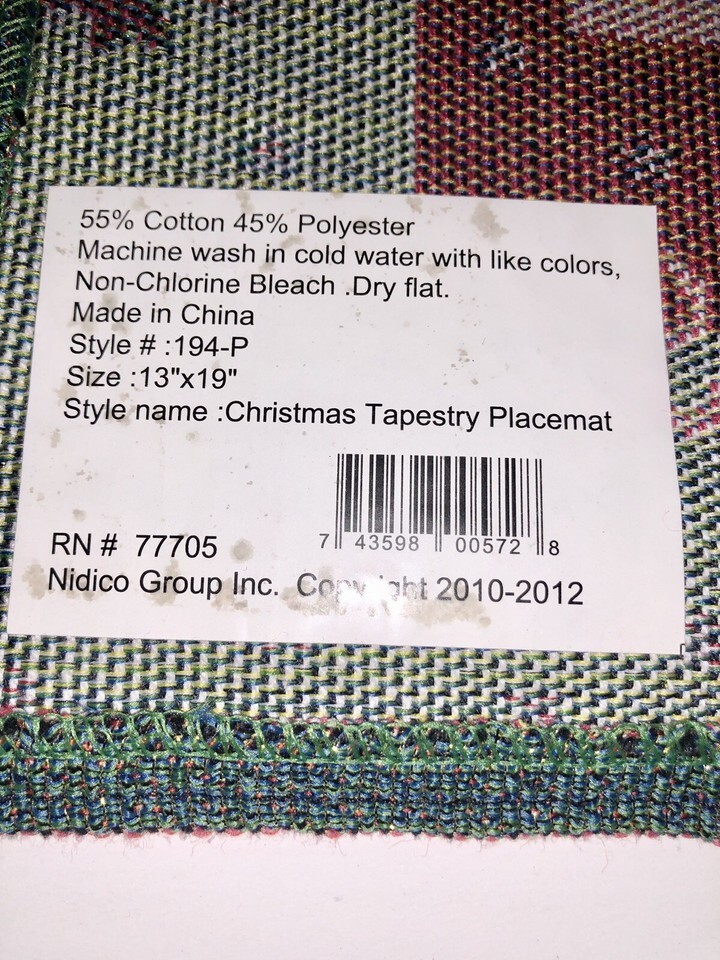 55% Cotton 45% Polyester
Machine wash in cold water with like colors,
Non-Chlorine Bleach .Dry flat.
Made in China
Style # :194-P
Size :13"x19"
Style name :Christmas Tapestry Placemat
7 43598 00572 8
RN # 77705
Nidico Group Inc. Copyright 2010-2012